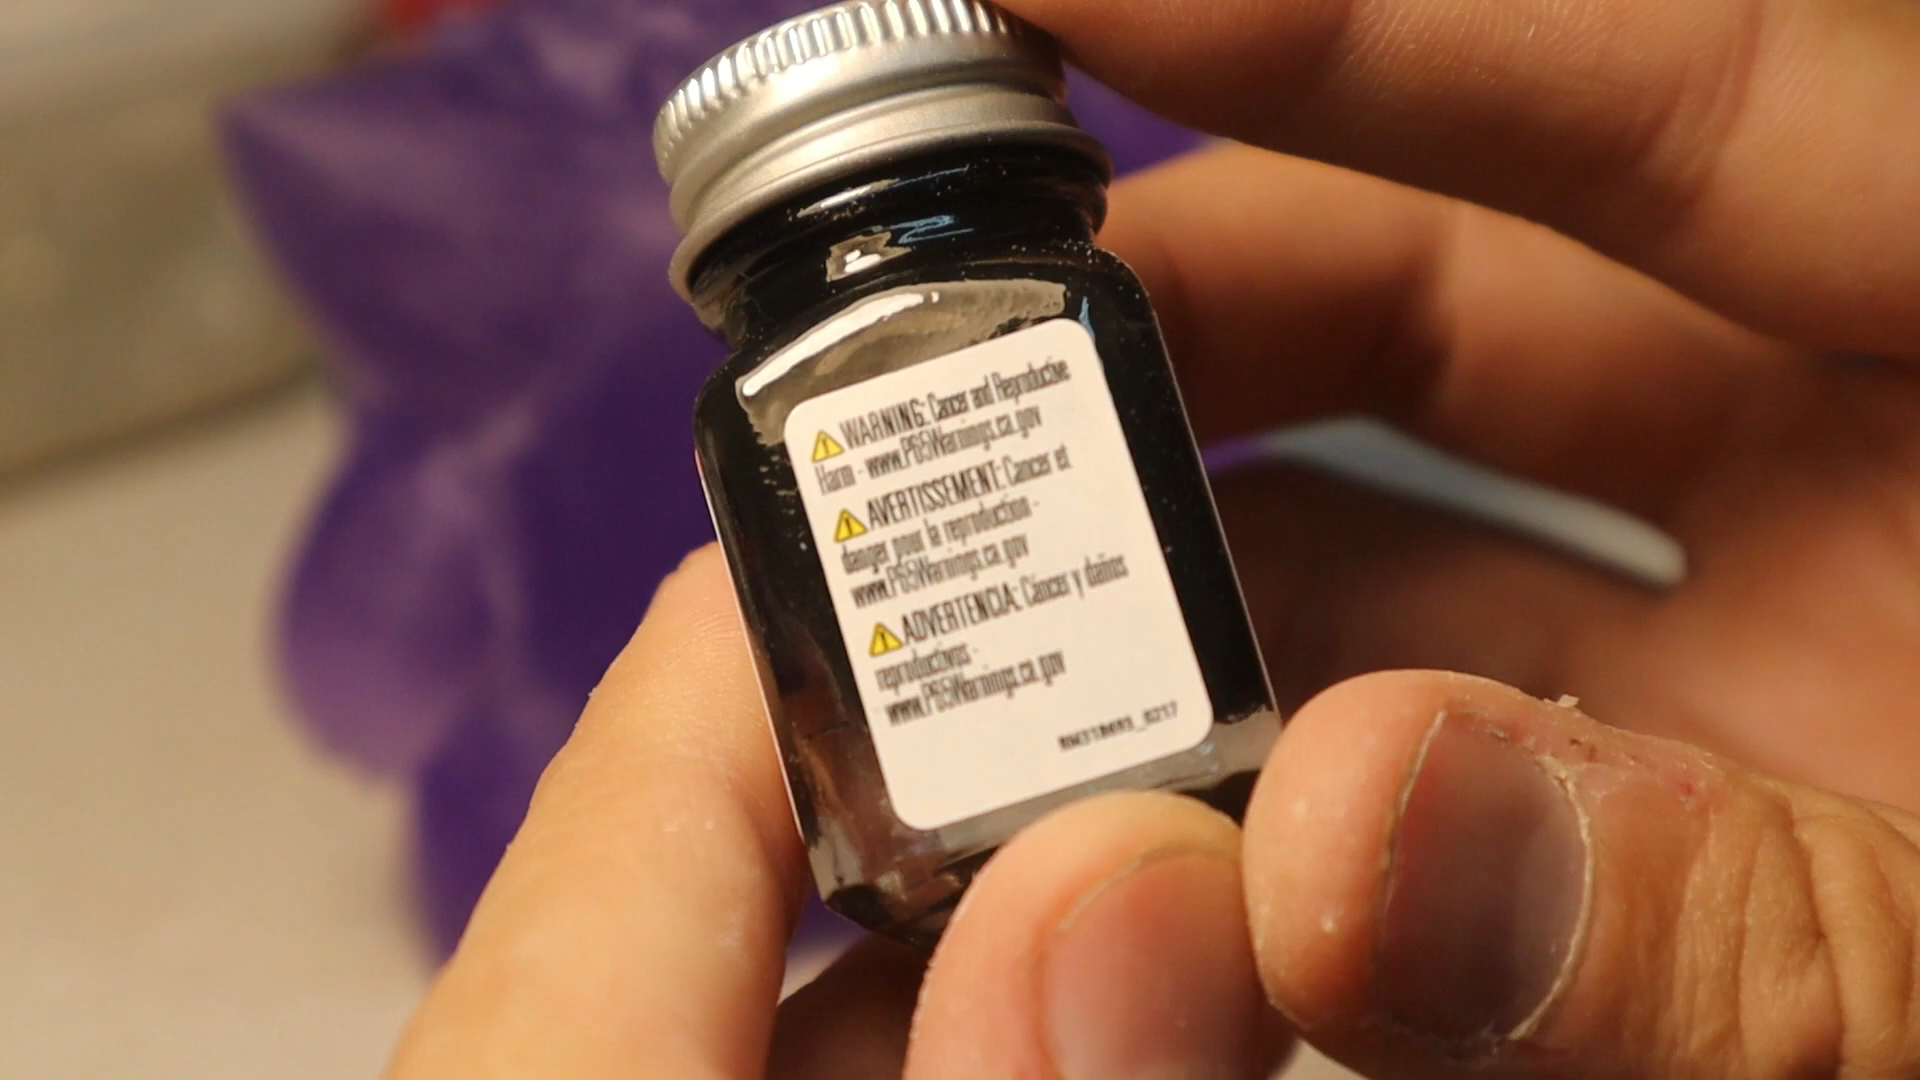 WARNING: Cancer and Reproductive
Harm - www.P65Warnings.ca.gov
AVERTISSEMENT: Cancer et
danger pour la reproduction -
www.P65Warnings.ca.gov
ADVERTENCIA: Cáncer y daños
reproductivos -
www.P65Warnings.ca.gov